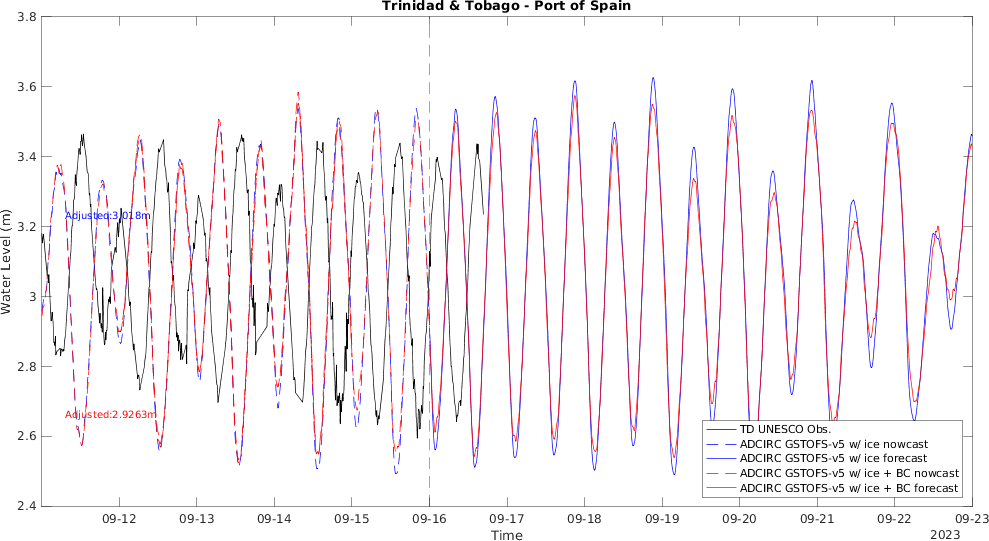 Trinidad & Tobago - Port of Spain
3.8
3.6
3.4
3.2
3
2.8
2.6
2.4
Water Level (m)
Adjusted:3.018m
Adjusted:2.9263m
TD UNESCO Obs.
ADCIRC GSTOFS-v5 w/ ice nowcast
ADCIRC GSTOFS-v5 w/ ice forecast
ADCIRC GSTOFS-v5 w/ ice + BC nowcast
ADCIRC GSTOFS-v5 w/ ice + BC forecast
09-12 09-13 09-14 09-15 09-16 09-17 09-18 09-19 09-20 09-21 09-22 09-23
Time
2023